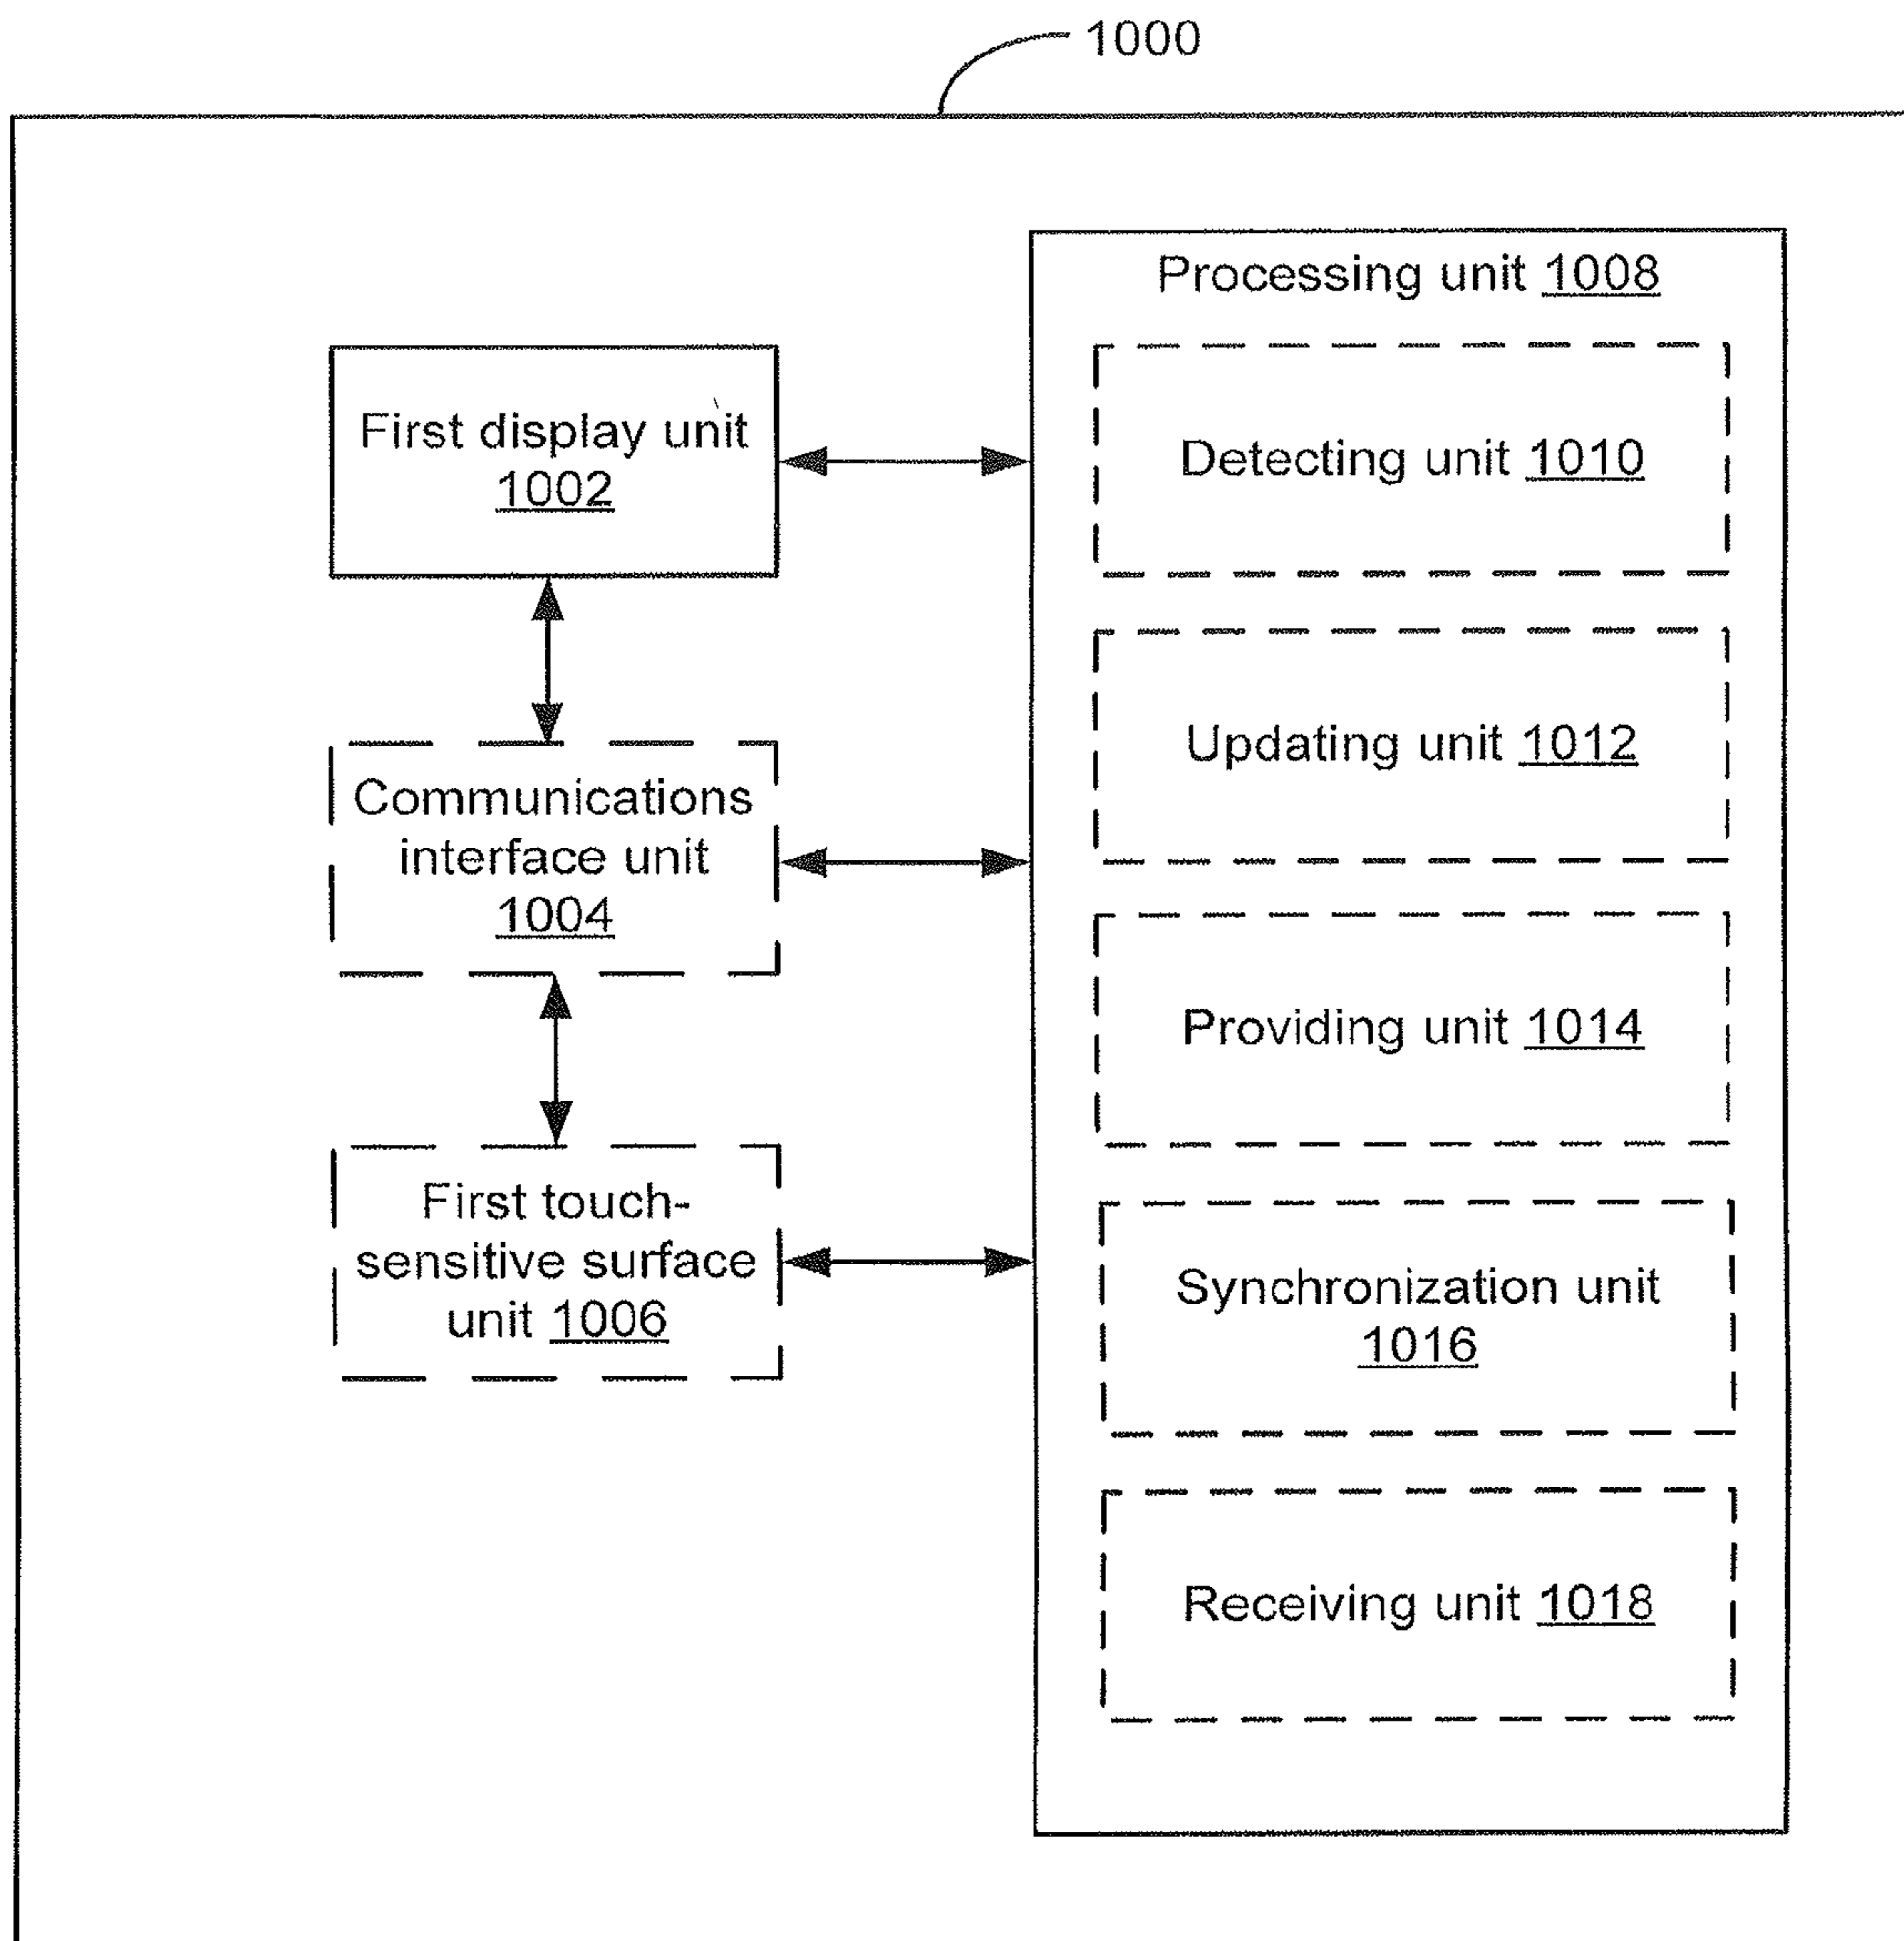 1000
Processing unit 1008
First display unit
1002
Detecting unit 1010
Communications
interface unit
1004
Updating unit 1012
Providing unit 1014
First touch-
sensitive surface
unit 1006
Synchronization unit
1016
Receiving unit 1018